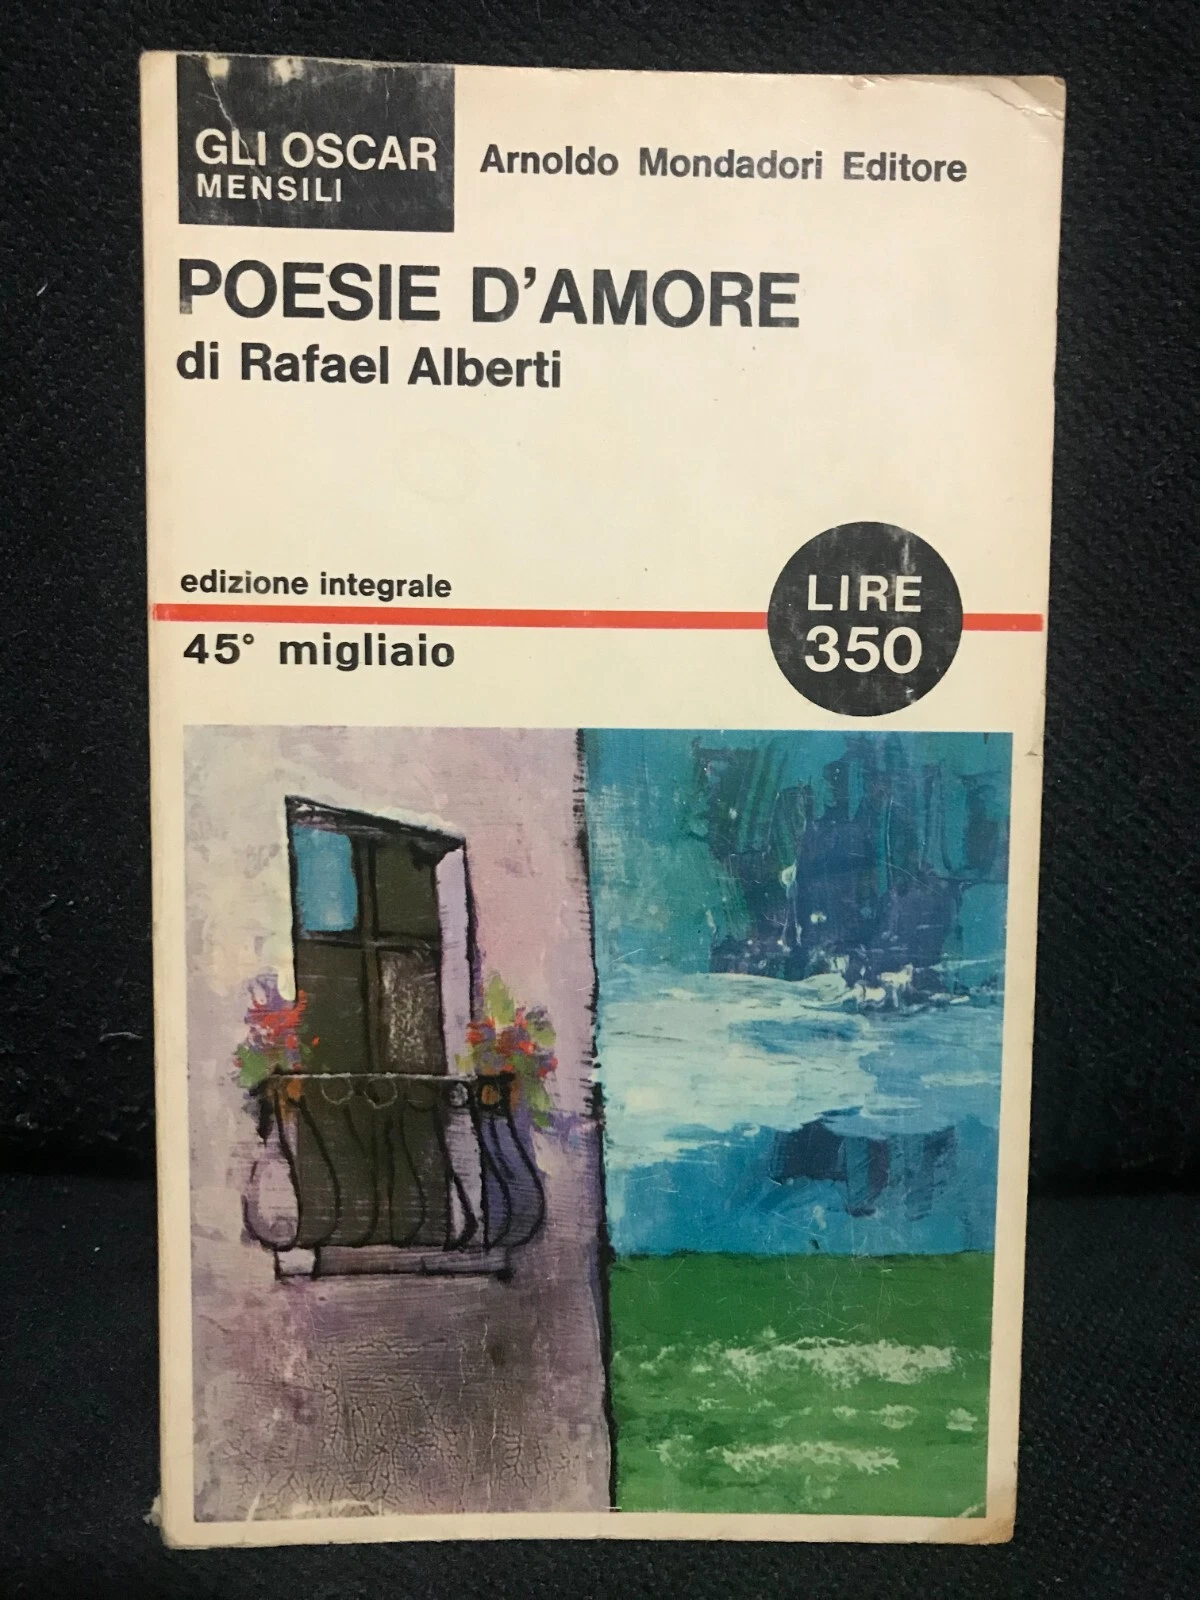 GLI OSCAR
MENSILI
Arnoldo Mondadori Editore
POESIE D'AMORE
di Rafael Alberti
edizione integrale
45° migliaio
LIRE
350